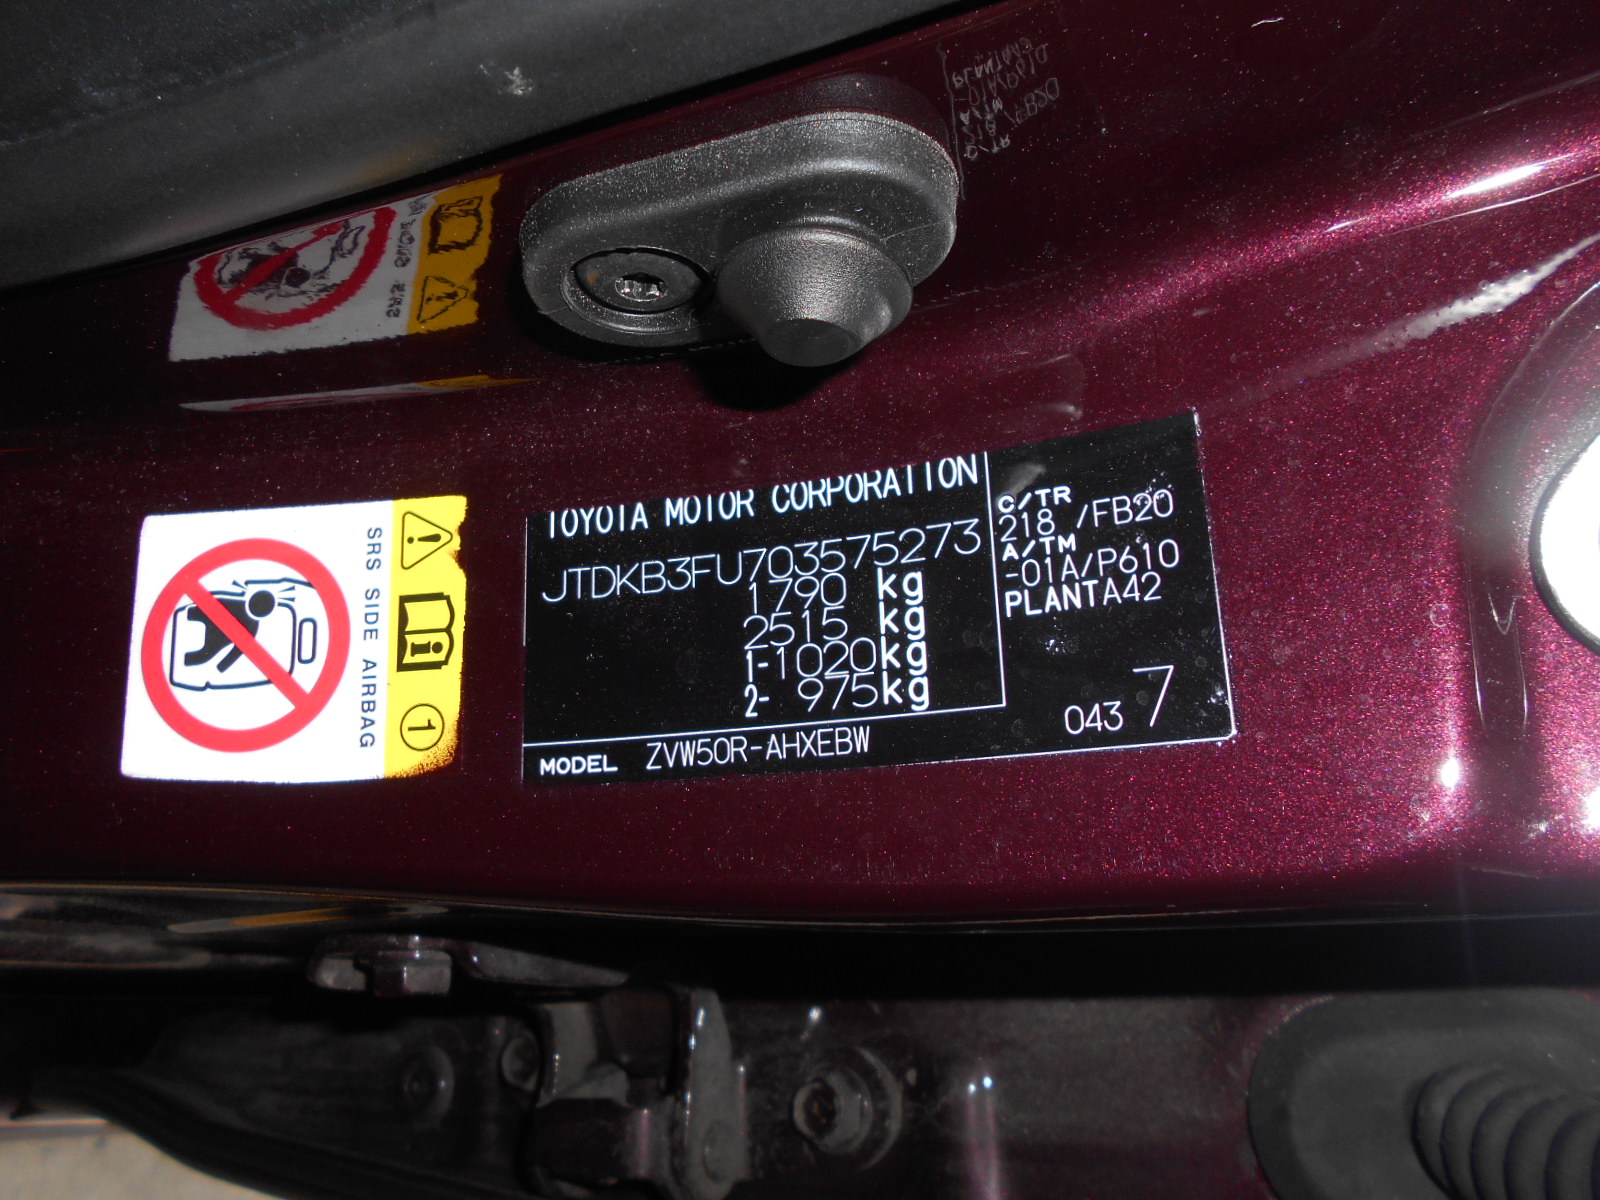 TOYOTA MOTOR CORPORATION
JTDKB3FU703575273
1790 kg
2515 kg
1-1020kg
2- 975kg
MODEL ZVW50R-AHXEBW
C/TR
218 /FB20
A/TM
-01A/P610
PLANTA42
043 7
SRS SIDE AIRBAG
1